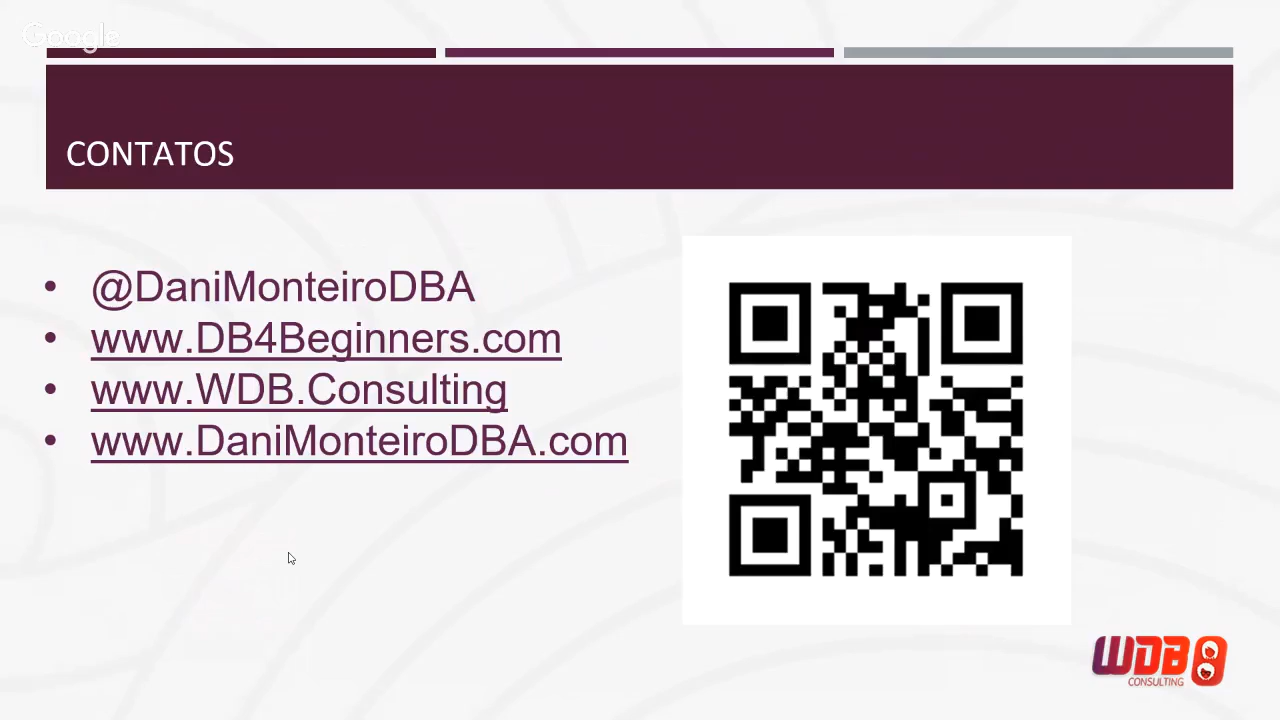 Google
CONTATOS
@DaniMonteiroDBA
www.DB4Beginners.com
www.WDB.Consulting
www.DaniMonteiroDBA.com
WDB
CONSULTING